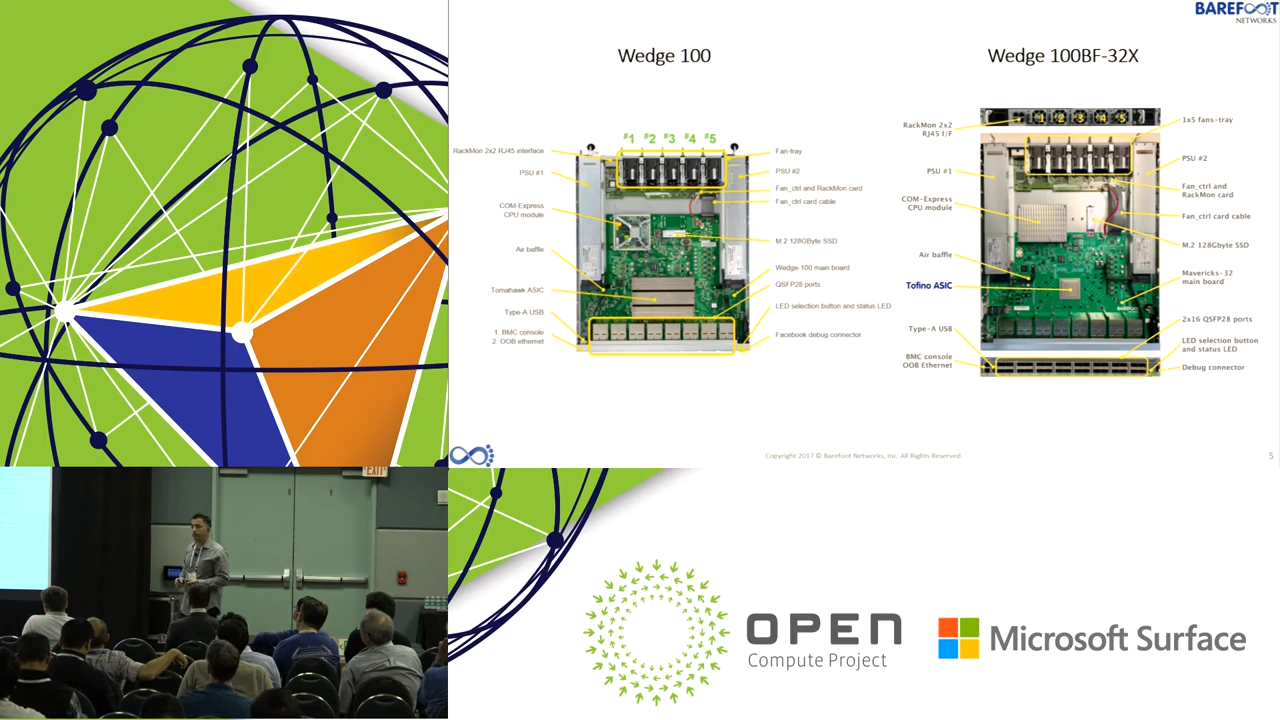 BAREFOOT
NETWORKS
Wedge 100
#1 #2 #3 #4 #5
RackMon 2x2 RJ45 interface
PSU #1
COM-Express
CPU module
Air baffle
Tomahawk ASIC
Type-A USB
1. BMC console
2. OOB ethernet
Fan-tray
PSU #2
Fan_ctrl and RackMon card
Fan_ctrl card cable
M.2 128GByte SSD
Wedge-100 main board
QSFP28 ports
LED selection button and status LED
Facebook debug connector
Wedge 100BF-32X
1 2 3 4 5
RackMon 2x2
RJ45 I/F
PSU #1
COM-Express
CPU module
Air baffle
Tofino ASIC
Type-A USB
BMC console
OOB Ethernet
1x5 fans-tray
PSU #2
Fan_ctrl and
RackMon card
Fan_ctrl card cable
M.2 128Gbyte SSD
Mavericks-32
main board
2x16 QSFP28 ports
LED selection button
and status LED
Debug connector
Copyright 2017 © Barefoot Networks, Inc. All Rights Reserved.
5
EXIT
OPEN
Compute Project
Microsoft Surface